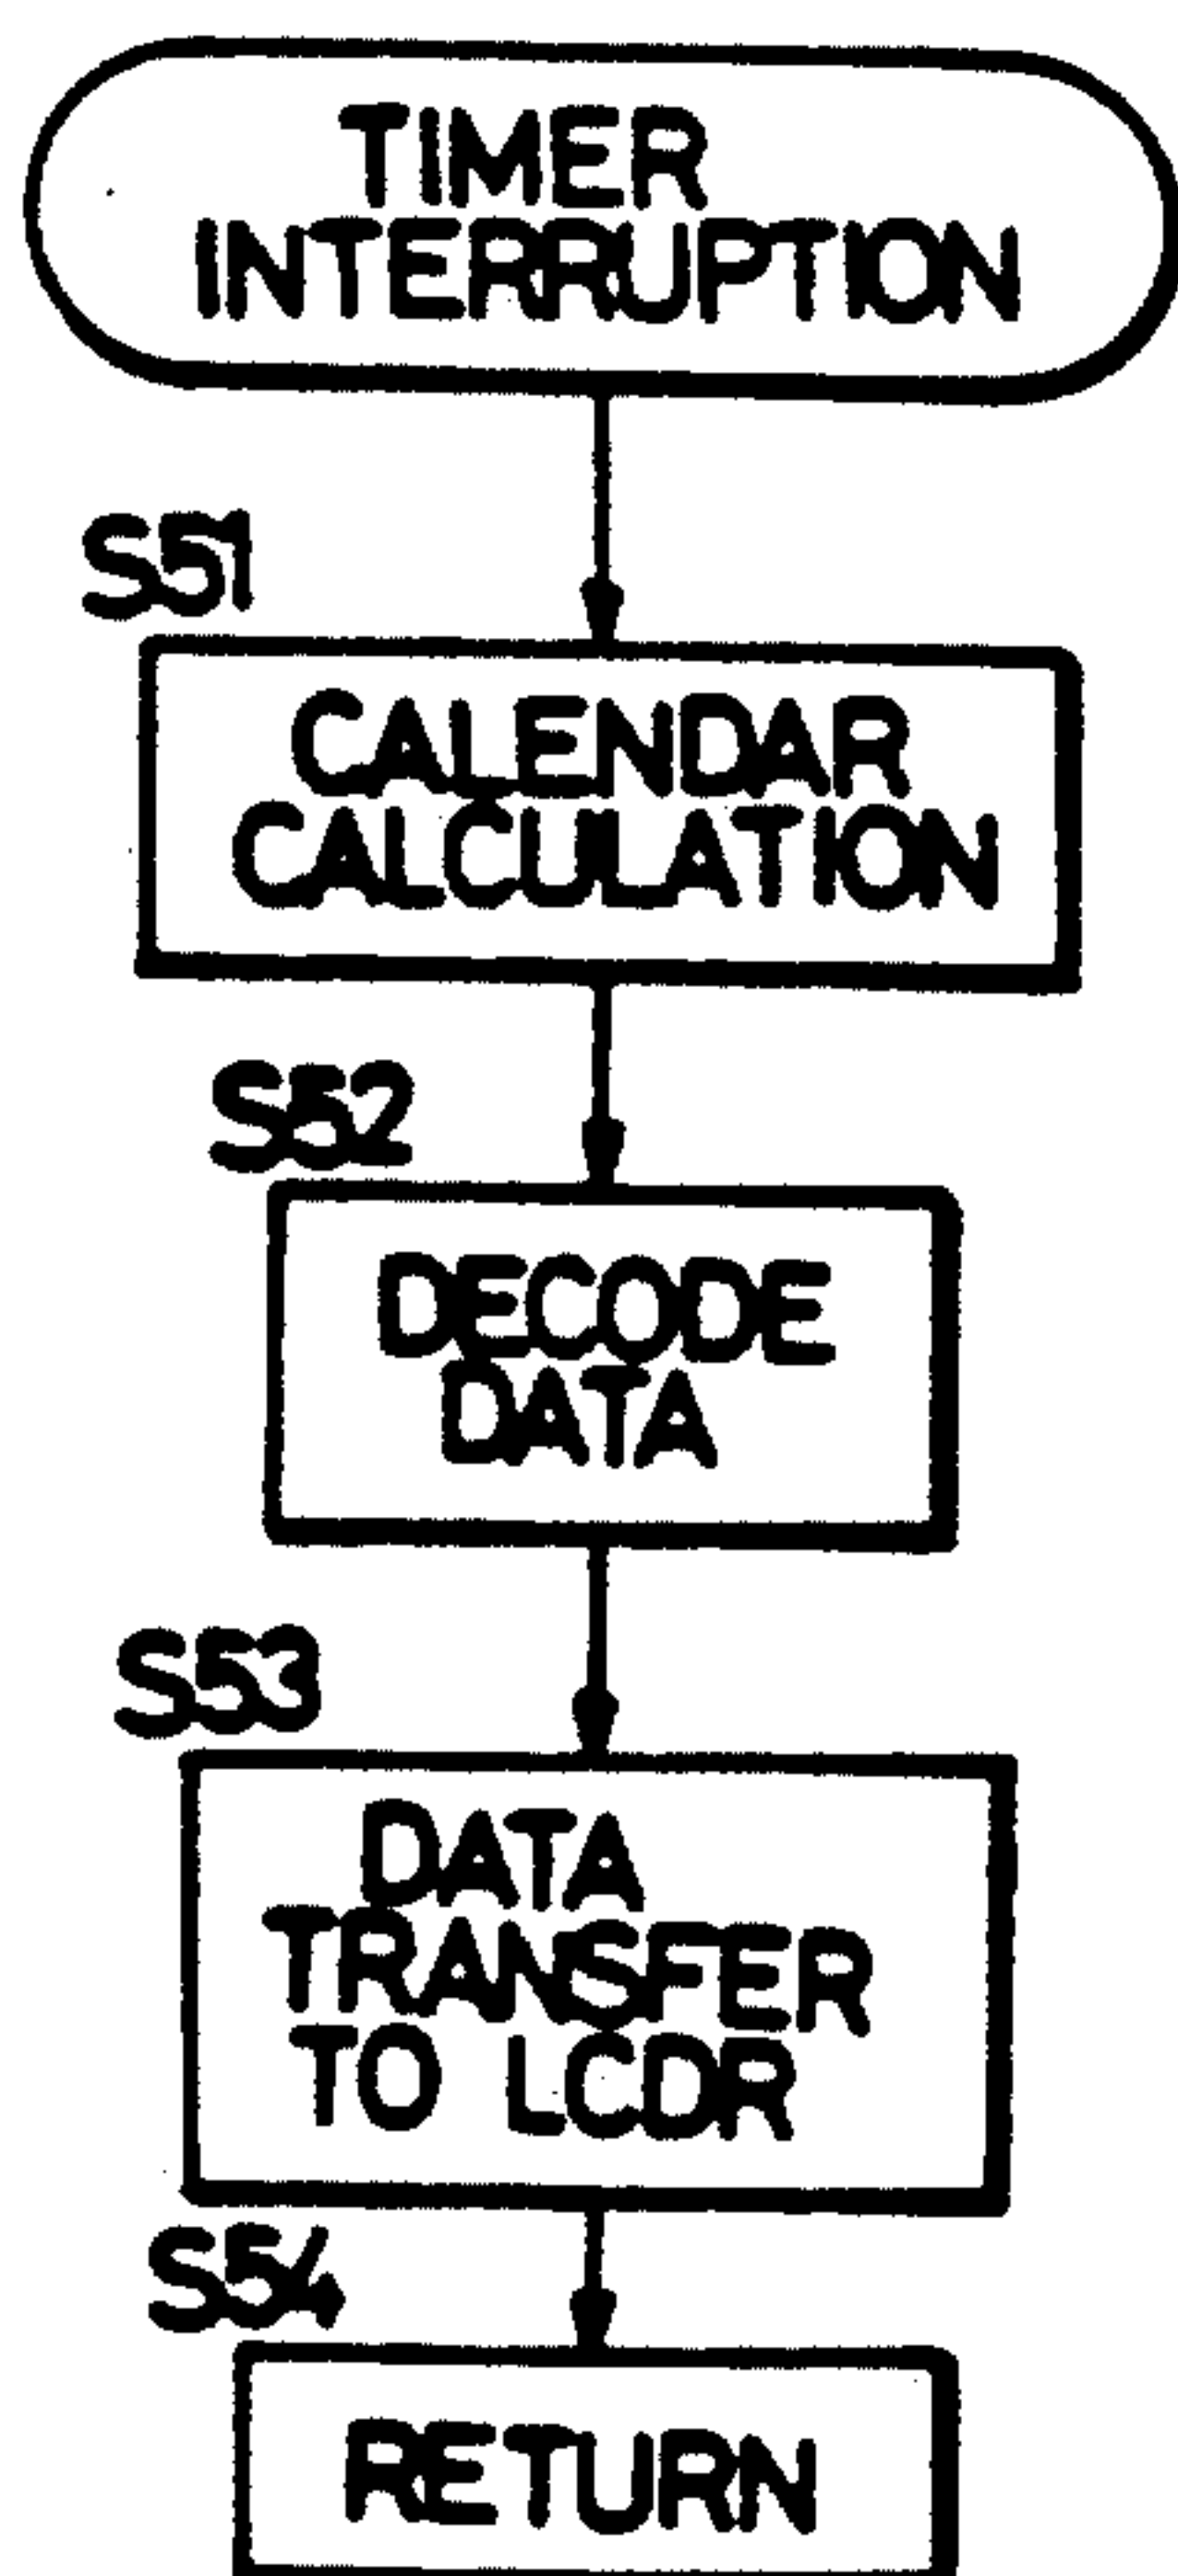 TIMER
INTERRUPTION
S51
CALENDAR
CALCULATION
S52
DECODE
DATA
S53
DATA
TRANSFER
TO LCDR
S54
RETURN